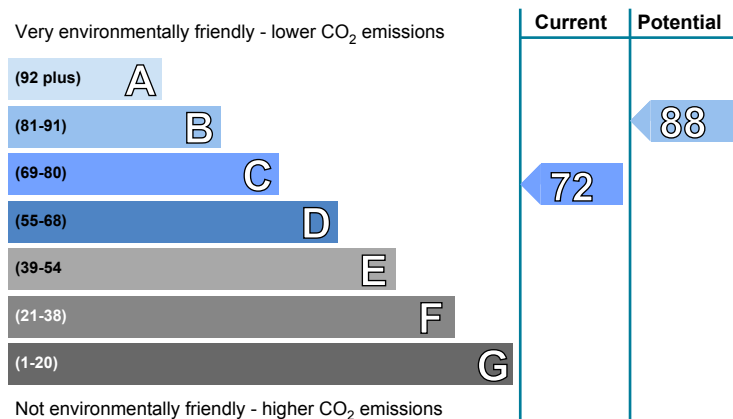 Current Potential
Very environmentally friendly - lower CO₂ emissions
(92 plus) A
(81-91) B
88
(69-80) C
72
(55-68) D
(39-54 E
(21-38) F
(1-20) G
Not environmentally friendly - higher CO₂ emissions